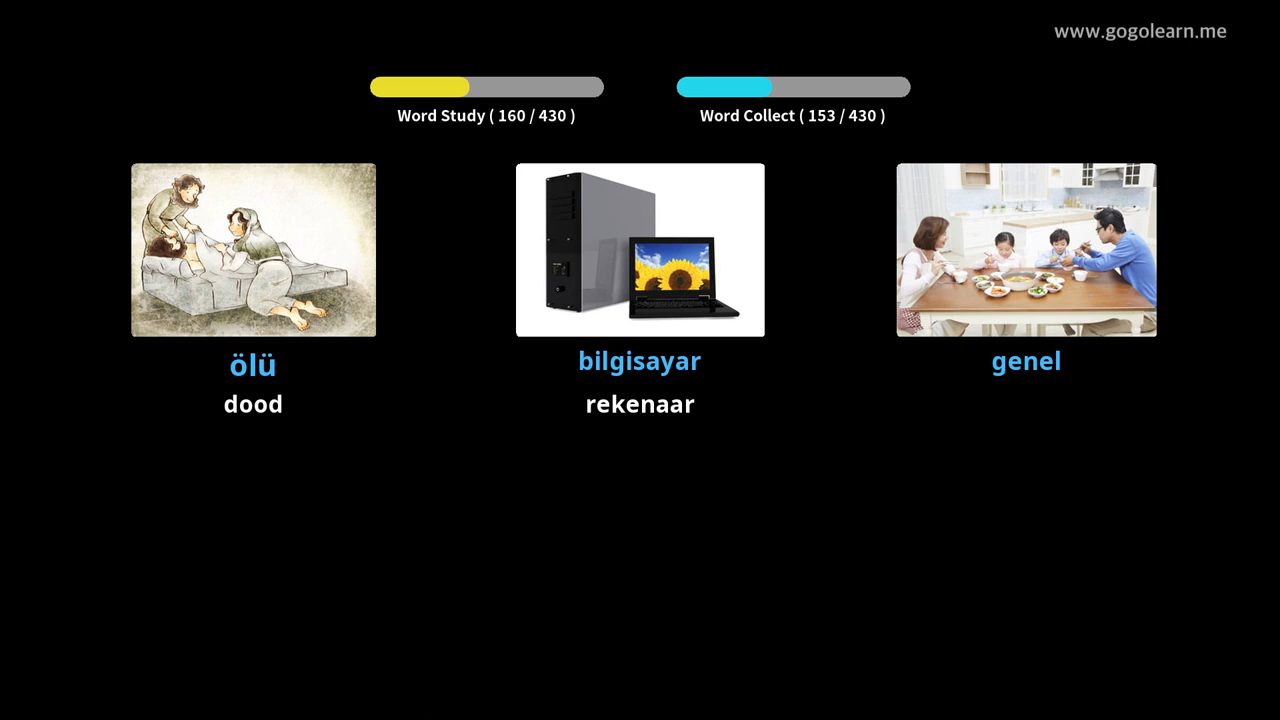 www.gogolearn.me
Word Study ( 160 / 430 )
Word Collect ( 153 / 430 )
ölü
bilgisayar
genel
dood
rekenaar